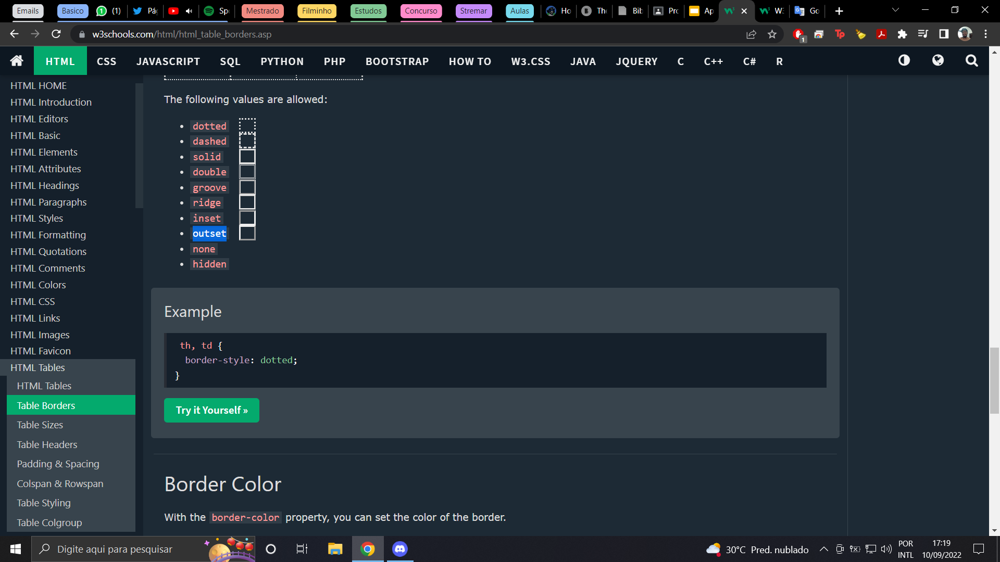 Emails Basico (1) Pá Sp Mestrado Filminho Estudos Concurso Stremar Aulas Ho Th Bib Pro Ap W3 Go
w3schools.com/html/html_table_borders.asp
1
HTML CSS JAVASCRIPT SQL PYTHON PHP BOOTSTRAP HOW TO W3.CSS JAVA JQUERY C C++ C# R
HTML HOME
HTML Introduction
HTML Editors
HTML Basic
HTML Elements
HTML Attributes
HTML Headings
HTML Paragraphs
HTML Styles
HTML Formatting
HTML Quotations
HTML Comments
HTML Colors
HTML CSS
HTML Links
HTML Images
HTML Favicon
HTML Tables
HTML Tables
Table Borders
Table Sizes
Table Headers
Padding & Spacing
Colspan & Rowspan
Table Styling
Table Colgroup
The following values are allowed:
• dotted
• dashed
• solid
• double
• groove
• ridge
• inset
• outset
• none
• hidden
Example
th, td {
border-style: dotted;
}
Try it Yourself »
Border Color
With the border-color property, you can set the color of the border.
Digite aqui para pesquisar
30°C Pred. nublado
POR
INTL
17:19
10/09/2022